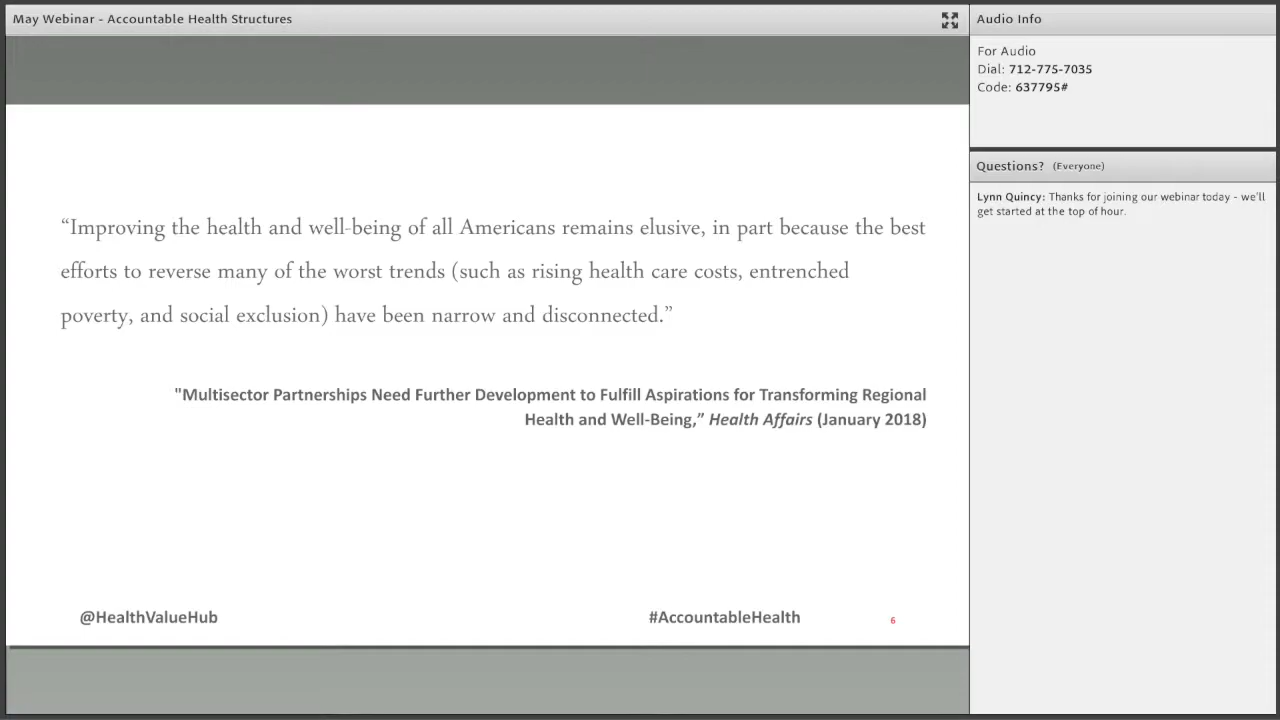 May Webinar - Accountable Health Structures
“Improving the health and well-being of all Americans remains elusive, in part because the best
efforts to reverse many of the worst trends (such as rising health care costs, entrenched
poverty, and social exclusion) have been narrow and disconnected.”
"Multisector Partnerships Need Further Development to Fulfill Aspirations for Transforming Regional
Health and Well-Being,” Health Affairs (January 2018)
@HealthValueHub
#AccountableHealth
6
Audio Info
For Audio
Dial: 712-775-7035
Code: 637795#
Questions? (Everyone)
Lynn Quincy: Thanks for joining our webinar today - we'll
get started at the top of hour.